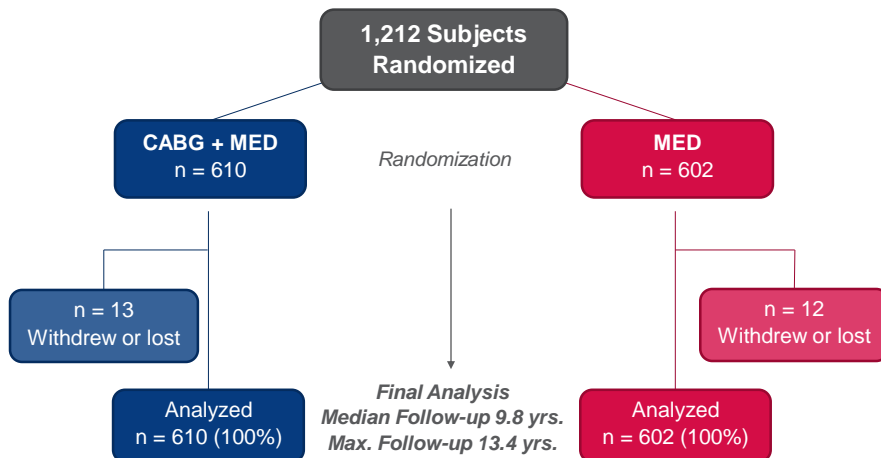 1,212 Subjects
Randomized
CABG + MED
n = 610
Randomization
MED
n = 602
n = 13
Withdrew or lost
n = 12
Withdrew or lost
Analyzed
n = 610 (100%)
Final Analysis
Median Follow-up 9.8 yrs.
Max. Follow-up 13.4 yrs.
Analyzed
n = 602 (100%)